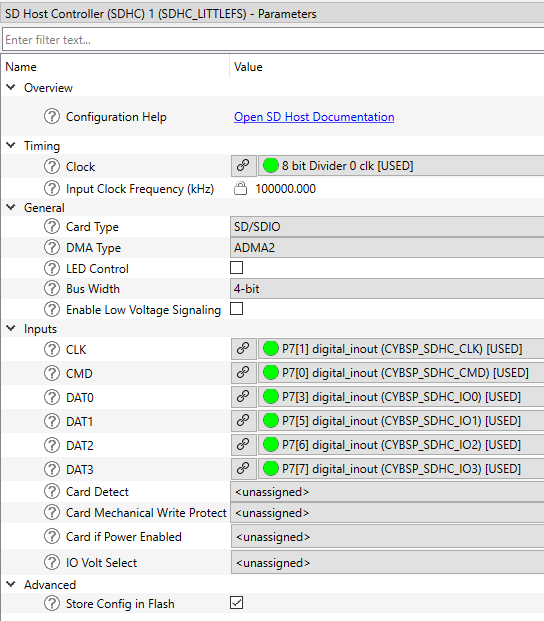 SD Host Controller (SDHC) 1 (SDHC_LITTLEFS) - Parameters
Enter filter text...
Name Value
Overview
? Configuration Help Open SD Host Documentation
Timing
? Clock 8 bit Divider 0 clk [USED]
? Input Clock Frequency (kHz) 100000.000
General
? Card Type SD/SDIO
? DMA Type ADMA2
? LED Control
? Bus Width 4-bit
? Enable Low Voltage Signaling
Inputs
? CLK P7[1] digital_inout (CYBSP_SDHC_CLK) [USED]
? CMD P7[0] digital_inout (CYBSP_SDHC_CMD) [USED]
? DAT0 P7[3] digital_inout (CYBSP_SDHC_IO0) [USED]
? DAT1 P7[5] digital_inout (CYBSP_SDHC_IO1) [USED]
? DAT2 P7[6] digital_inout (CYBSP_SDHC_IO2) [USED]
? DAT3 P7[7] digital_inout (CYBSP_SDHC_IO3) [USED]
? Card Detect <unassigned>
? Card Mechanical Write Protect <unassigned>
? Card if Power Enabled <unassigned>
? IO Volt Select <unassigned>
Advanced
? Store Config in Flash